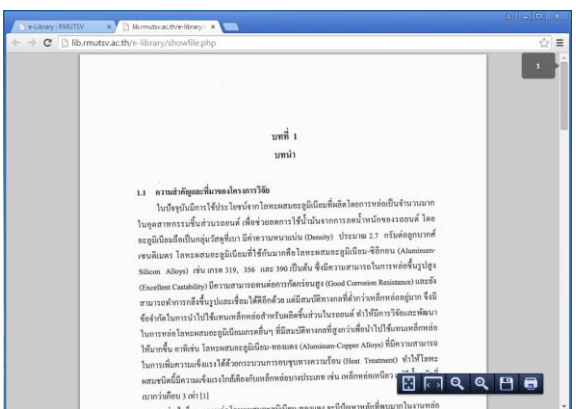 e-Library : RMUTSV
lib.rmutsv.ac.th/e-library/
lib.rmutsv.ac.th/e-library/showfile.php
1
บทที่ 1
บทนำ
1.1 ความสำคัญและที่มาของโครงการวิจัย
ในปัจจุบันมีการใช้ประโยชน์จากโลหะผสมอะลูมิเนียมที่ผลิตโดยการหล่อเป็นจำนวนมาก
ในอุตสาหกรรมชิ้นส่วนรถยนต์ เพื่อช่วยลดการใช้น้ำมันจากการลดน้ำหนักของรถยนต์ โดย
อะลูมิเนียมถือเป็นกลุ่มวัสดุที่เบา มีค่าความหนาแน่น (Density) ประมาณ 2.7 กรัมต่อลูกบาศก์
เซนติเมตร โลหะผสมอะลูมิเนียมที่ใช้กันมากคือโลหะผสมอะลูมิเนียม-ซิลิกอน (Aluminum-
Silicon Alloys) เช่น เกรด 319, 356 และ 390 เป็นต้น ซึ่งมีความสามารถในการหล่อขึ้นรูปสูง
(Excellent Castability) มีความสามารถทนต่อการกัดกร่อนสูง (Good Corrosion Resistance) และยัง
สามารถทำการกลึงขึ้นรูปและเชื่อมได้ดีอีกด้วย แต่มีสมบัติทางกลที่ต่ำกว่าเหล็กหล่ออยู่มาก จึงมี
ข้อจำกัดในการนำไปใช้แทนเหล็กหล่อสำหรับผลิตชิ้นส่วนในรถยนต์ ทำให้มีการวิจัยและพัฒนา
ในการหล่อโลหะผสมอะลูมิเนียมเกรดอื่นๆ ที่มีสมบัติทางกลที่สูงกว่าเพื่อนำไปใช้แทนเหล็กหล่อ
ให้มากขึ้น อาทิเช่น โลหะผสมอะลูมิเนียม-ทองแดง (Aluminum-Copper Alloys) ที่มีความสามารถ
ในการเพิ่มความแข็งแรงได้ด้วยกระบวนการอบชุบทางความร้อน (Heat Treatment) ทำให้โลหะ
ผสมชนิดนี้มีความแข็งแรงใกล้เคียงกับเหล็กหล่อบางประเภท เช่น เหล็กหล่อเหนียว
เบากว่าเกือบ 3 เท่า [1]